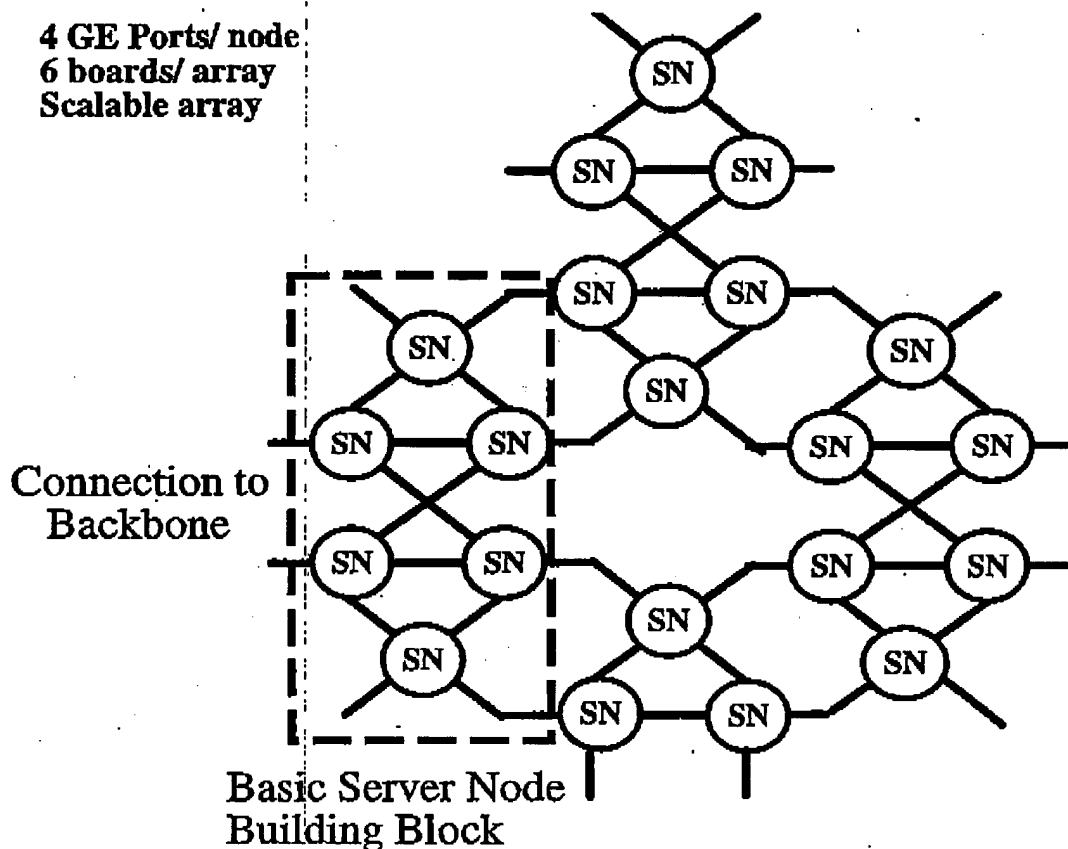 4 GE Ports/ node
6 boards/ array
Scalable array
SN
SN SN
SN SN
SN SN SN
SN SN SN SN
SN SN SN SN
SN SN SN
SN SN
Connection to
Backbone
Basic Server Node
Building Block